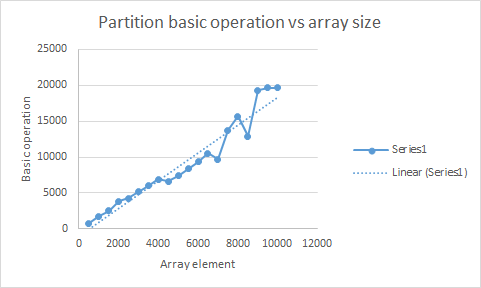 Partition basic operation vs array size
25000
20000
15000
10000
5000
0
Basic operation
0 2000 4000 6000 8000 10000 12000
Array element
Series1
Linear (Series1)